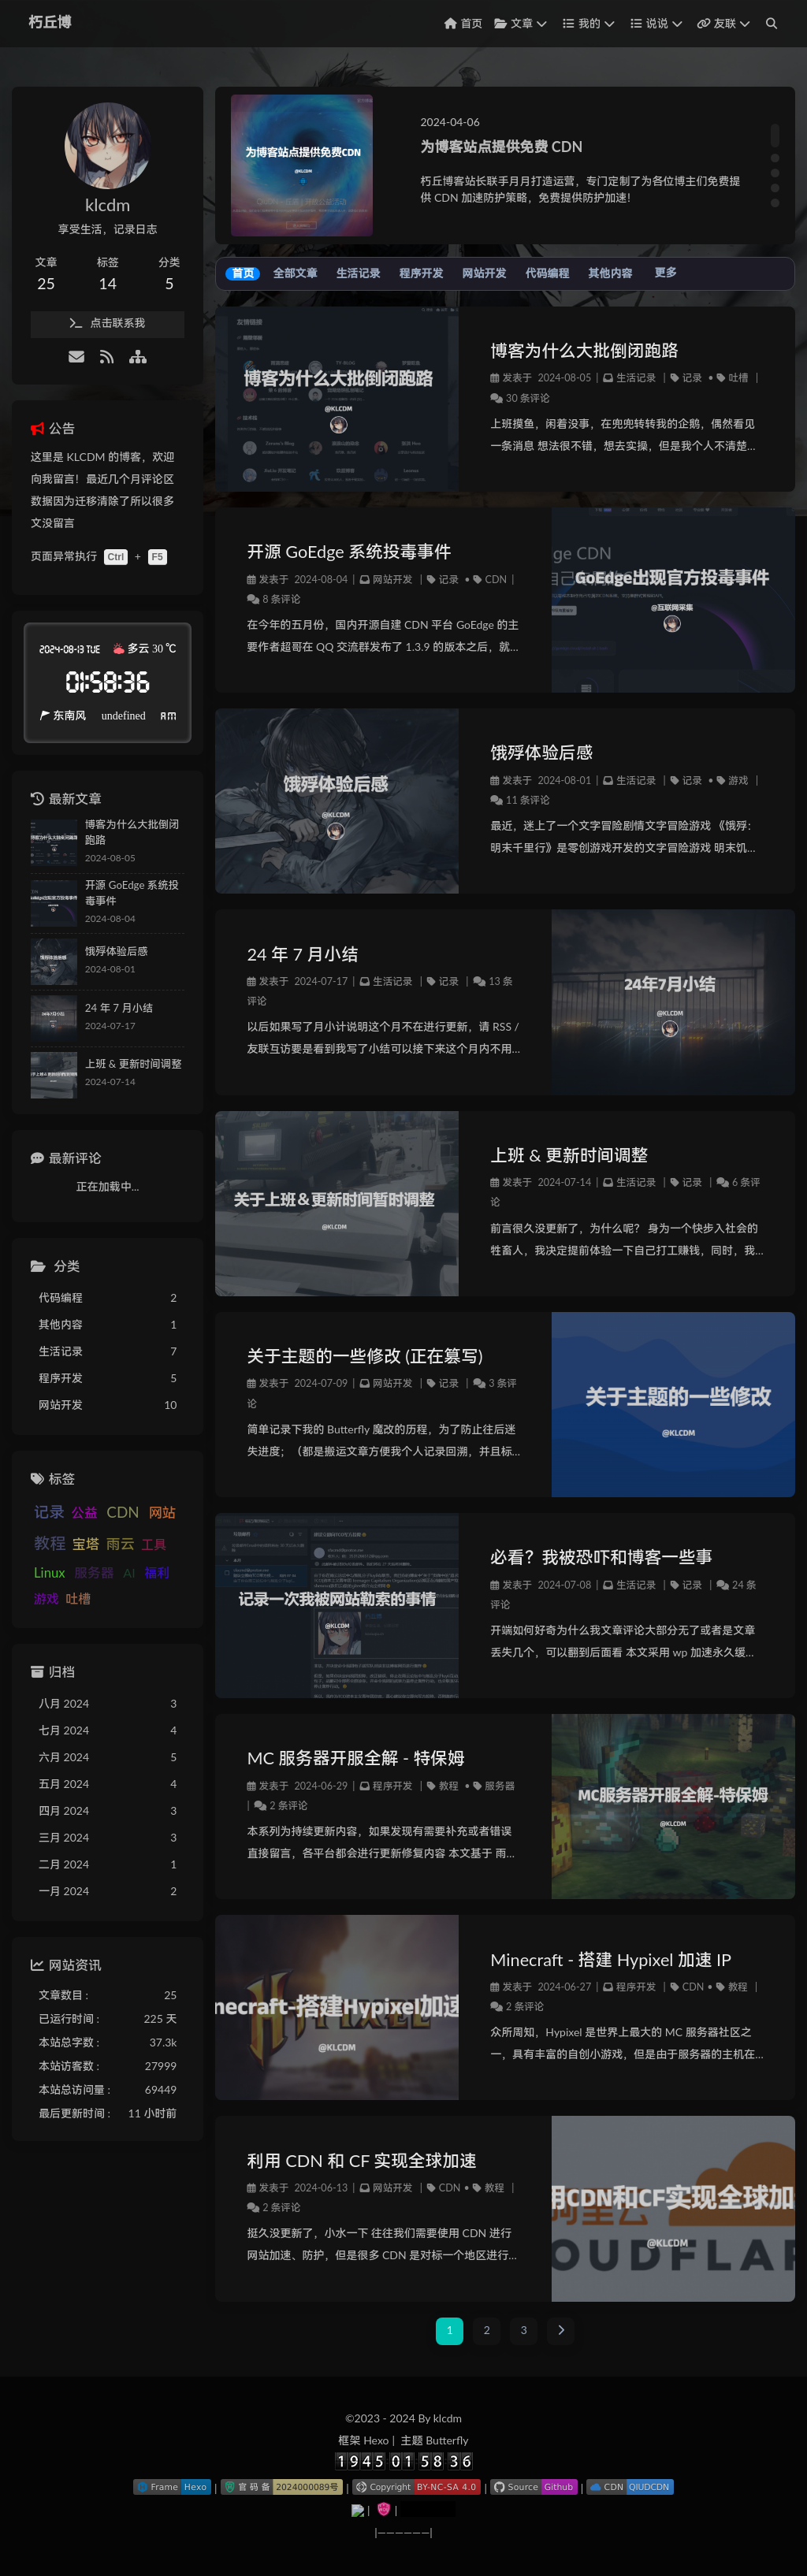 朽丘博
首页 文章 我的 说说 友联
klcdm
享受生活，记录日志
文章 标签 分类
25 14 5
点击联系我
公告
这里是 KLCDM 的博客，欢迎
向我留言！最近几个月评论区
数据因为迁移清除了所以很多
文没留言
页面异常执行 Ctrl + F5
2024-08-13 TUE 多云 30 ℃
01:58:36
东南风 undefined AM
最新文章
博客为什么大批倒闭
跑路
2024-08-05
开源 GoEdge 系统投
毒事件
2024-08-04
饿殍体验后感
2024-08-01
24 年 7 月小结
2024-07-17
上班 & 更新时间调整
2024-07-14
最新评论
正在加载中...
分类
代码编程 2
其他内容 1
生活记录 7
程序开发 5
网站开发 10
标签
记录 公益 CDN 网站
教程 宝塔 雨云 工具
Linux 服务器 AI 福利
游戏 吐槽
归档
八月 2024 3
七月 2024 4
六月 2024 5
五月 2024 4
四月 2024 3
三月 2024 3
二月 2024 1
一月 2024 2
网站资讯
文章数目 : 25
已运行时间 : 225 天
本站总字数 : 37.3k
本站访客数 : 27999
本站总访问量 : 69449
最后更新时间 : 11 小时前
为博客站点提供免费CDN
@KLCDM
2024-04-06
为博客站点提供免费 CDN
朽丘博客站长联手月月打造运营，专门定制了为各位博主们免费提
供 CDN 加速防护策略，免费提供防护加速！
首页 全部文章 生活记录 程序开发 网站开发 代码编程 其他内容 更多
博客为什么大批倒闭跑路
@KLCDM
博客为什么大批倒闭跑路
发表于 2024-08-05 | 生活记录 | 记录 • 吐槽 |
30 条评论
上班摸鱼，闲着没事，在兜兜转转我的企鹅，偶然看见
一条消息 想法很不错，想去实操，但是我个人不清楚...
开源 GoEdge 系统投毒事件
发表于 2024-08-04 | 网站开发 | 记录 • CDN |
8 条评论
在今年的五月份，国内开源自建 CDN 平台 GoEdge 的主
要作者超哥在 QQ 交流群发布了 1.3.9 的版本之后，就...
GoEdge出现官方投毒事件
@互联网采集
饿殍体验后感
@KLCDM
饿殍体验后感
发表于 2024-08-01 | 生活记录 | 记录 • 游戏 |
11 条评论
最近，迷上了一个文字冒险剧情文字冒险游戏 《饿殍：
明末千里行》是零创游戏开发的文字冒险游戏 明末饥...
24 年 7 月小结
发表于 2024-07-17 | 生活记录 | 记录 | 13 条
评论
以后如果写了月小计说明这个月不在进行更新，请 RSS /
友联互访要是看到我写了小结可以接下来这个月内不用...
24年7月小结
@KLCDM
关于上班＆更新时间暂时调整
@KLCDM
上班 & 更新时间调整
发表于 2024-07-14 | 生活记录 | 记录 | 6 条评
论
前言很久没更新了，为什么呢？ 身为一个快步入社会的
牲畜人，我决定提前体验一下自己打工赚钱，同时，我...
关于主题的一些修改 (正在篡写)
发表于 2024-07-09 | 网站开发 | 记录 | 3 条评
论
简单记录下我的 Butterfly 魔改的历程，为了防止往后迷
失进度；（都是搬运文章方便我个人记录回溯，并且标...
关于主题的一些修改
@KLCDM
记录一次我被网络勒索的事情
@KLCDM
必看？我被恐吓和博客一些事
发表于 2024-07-08 | 生活记录 | 记录 | 24 条
评论
开端如何好奇为什么我文章评论大部分无了或者是文章
丢失几个，可以翻到后面看 本文采用 wp 加速永久缓...
MC 服务器开服全解 - 特保姆
发表于 2024-06-29 | 程序开发 | 教程 • 服务器
| 2 条评论
本系列为持续更新内容，如果发现有需要补充或者错误
直接留言，各平台都会进行更新修复内容 本文基于 雨...
MC服务器开服全解-特保姆
@KLCDM
necraft-搭建Hypixel加速
@KLCDM
Minecraft - 搭建 Hypixel 加速 IP
发表于 2024-06-27 | 程序开发 | CDN • 教程 |
2 条评论
众所周知，Hypixel 是世界上最大的 MC 服务器社区之
一，具有丰富的自创小游戏，但是由于服务器的主机在...
利用 CDN 和 CF 实现全球加速
发表于 2024-06-13 | 网站开发 | CDN • 教程 |
2 条评论
挺久没更新了，小水一下 往往我们需要使用 CDN 进行
网站加速、防护，但是很多 CDN 是对标一个地区进行...
用CDN和CF实现全球加
阿里云
OUDFLAR
@KLCDM
1 2 3
©2023 - 2024 By klcdm
框架 Hexo | 主题 Butterfly
1945 01 58 36
Frame Hexo | 官 码 备 2024000089号 | Copyright BY-NC-SA 4.0 | Source Github | CDN QIUDCDN
| |
|——————|